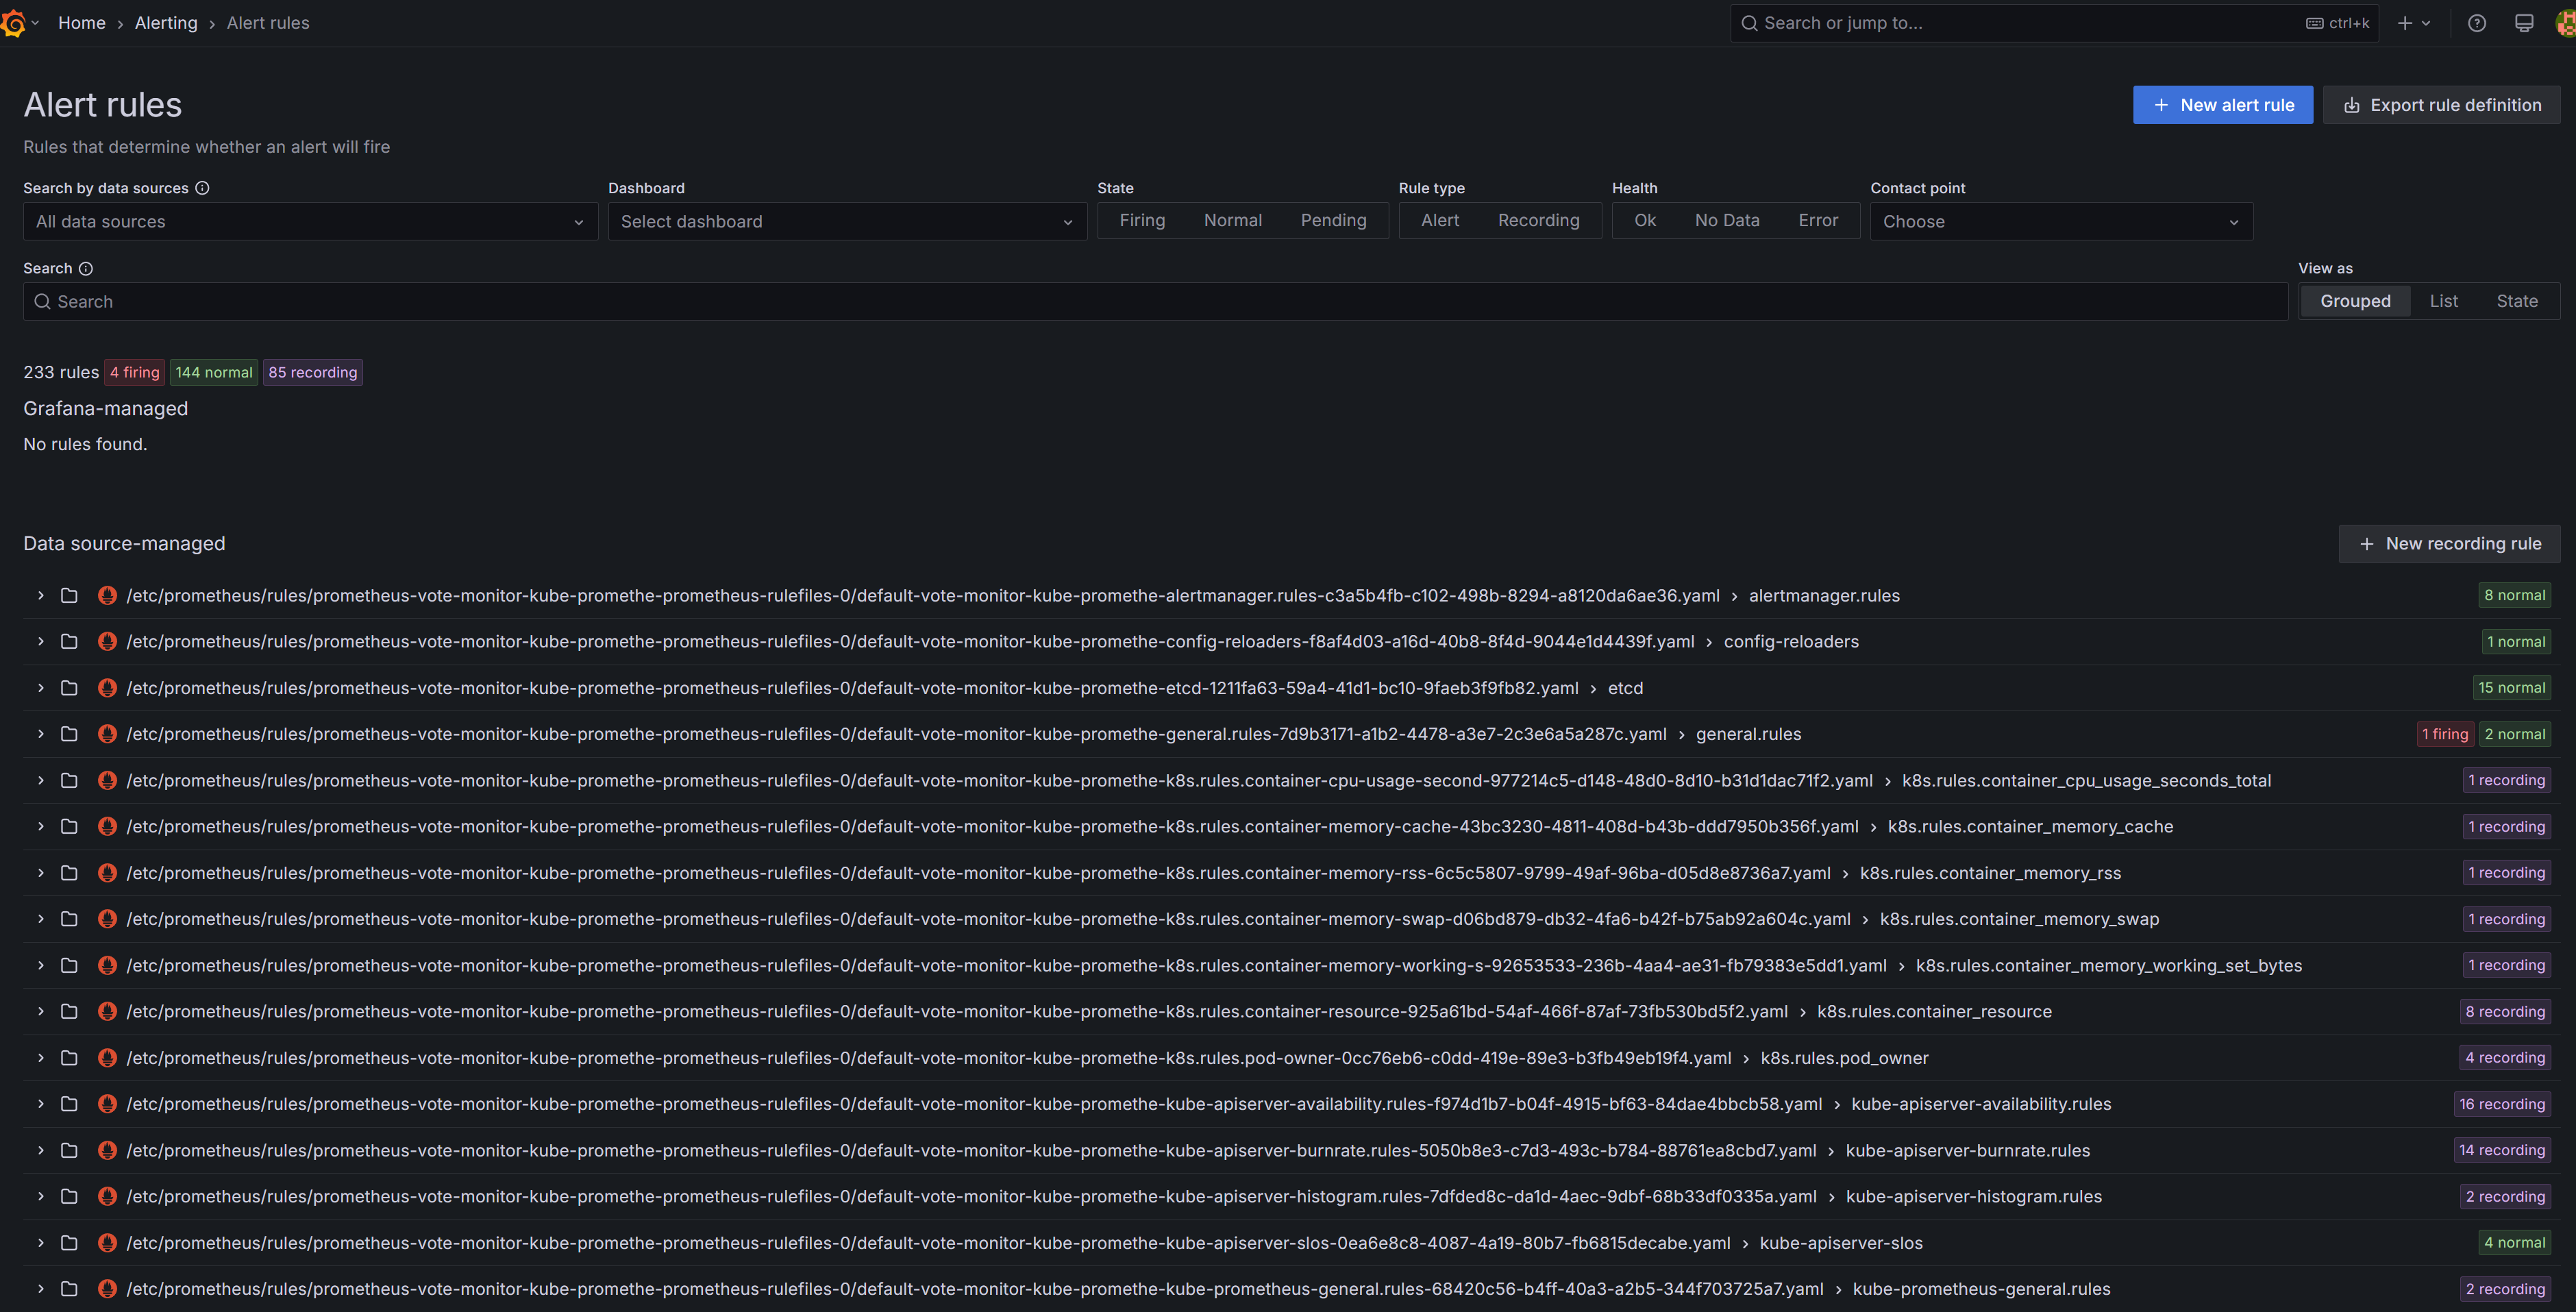 Home › Alerting › Alert rules
Search or jump to... ctrl+k
Alert rules
New alert rule
Export rule definition
Rules that determine whether an alert will fire
Search by data sources Dashboard State Rule type Health Contact point
All data sources Select dashboard Firing Normal Pending Alert Recording Ok No Data Error Choose
Search View as
Search Grouped List State
233 rules 4 firing 144 normal 85 recording
Grafana-managed
No rules found.
Data source-managed New recording rule
/etc/prometheus/rules/prometheus-vote-monitor-kube-promethe-prometheus-rulefiles-0/default-vote-monitor-kube-promethe-alertmanager.rules-c3a5b4fb-c102-498b-8294-a8120da6ae36.yaml › alertmanager.rules 8 normal
/etc/prometheus/rules/prometheus-vote-monitor-kube-promethe-prometheus-rulefiles-0/default-vote-monitor-kube-promethe-config-reloaders-f8af4d03-a16d-40b8-8f4d-9044e1d4439f.yaml › config-reloaders 1 normal
/etc/prometheus/rules/prometheus-vote-monitor-kube-promethe-prometheus-rulefiles-0/default-vote-monitor-kube-promethe-etcd-1211fa63-59a4-41d1-bc10-9faeb3f9fb82.yaml › etcd 15 normal
/etc/prometheus/rules/prometheus-vote-monitor-kube-promethe-prometheus-rulefiles-0/default-vote-monitor-kube-promethe-general.rules-7d9b3171-a1b2-4478-a3e7-2c3e6a5a287c.yaml › general.rules 1 firing 2 normal
/etc/prometheus/rules/prometheus-vote-monitor-kube-promethe-prometheus-rulefiles-0/default-vote-monitor-kube-promethe-k8s.rules.container-cpu-usage-second-977214c5-d148-48d0-8d10-b31d1dac71f2.yaml › k8s.rules.container_cpu_usage_seconds_total 1 recording
/etc/prometheus/rules/prometheus-vote-monitor-kube-promethe-prometheus-rulefiles-0/default-vote-monitor-kube-promethe-k8s.rules.container-memory-cache-43bc3230-4811-408d-b43b-ddd7950b356f.yaml › k8s.rules.container_memory_cache 1 recording
/etc/prometheus/rules/prometheus-vote-monitor-kube-promethe-prometheus-rulefiles-0/default-vote-monitor-kube-promethe-k8s.rules.container-memory-rss-6c5c5807-9799-49af-96ba-d05d8e8736a7.yaml › k8s.rules.container_memory_rss 1 recording
/etc/prometheus/rules/prometheus-vote-monitor-kube-promethe-prometheus-rulefiles-0/default-vote-monitor-kube-promethe-k8s.rules.container-memory-swap-d06bd879-db32-4fa6-b42f-b75ab92a604c.yaml › k8s.rules.container_memory_swap 1 recording
/etc/prometheus/rules/prometheus-vote-monitor-kube-promethe-prometheus-rulefiles-0/default-vote-monitor-kube-promethe-k8s.rules.container-memory-working-s-92653533-236b-4aa4-ae31-fb79383e5dd1.yaml › k8s.rules.container_memory_working_set_bytes 1 recording
/etc/prometheus/rules/prometheus-vote-monitor-kube-promethe-prometheus-rulefiles-0/default-vote-monitor-kube-promethe-k8s.rules.container-resource-925a61bd-54af-466f-87af-73fb530bd5f2.yaml › k8s.rules.container_resource 8 recording
/etc/prometheus/rules/prometheus-vote-monitor-kube-promethe-prometheus-rulefiles-0/default-vote-monitor-kube-promethe-k8s.rules.pod-owner-0cc76eb6-c0dd-419e-89e3-b3fb49eb19f4.yaml › k8s.rules.pod_owner 4 recording
/etc/prometheus/rules/prometheus-vote-monitor-kube-promethe-prometheus-rulefiles-0/default-vote-monitor-kube-promethe-kube-apiserver-availability.rules-f974d1b7-b04f-4915-bf63-84dae4bbcb58.yaml › kube-apiserver-availability.rules 16 recording
/etc/prometheus/rules/prometheus-vote-monitor-kube-promethe-prometheus-rulefiles-0/default-vote-monitor-kube-promethe-kube-apiserver-burnrate.rules-5050b8e3-c7d3-493c-b784-88761ea8cbd7.yaml › kube-apiserver-burnrate.rules 14 recording
/etc/prometheus/rules/prometheus-vote-monitor-kube-promethe-prometheus-rulefiles-0/default-vote-monitor-kube-promethe-kube-apiserver-histogram.rules-7dfded8c-da1d-4aec-9dbf-68b33df0335a.yaml › kube-apiserver-histogram.rules 2 recording
/etc/prometheus/rules/prometheus-vote-monitor-kube-promethe-prometheus-rulefiles-0/default-vote-monitor-kube-promethe-kube-apiserver-slos-0ea6e8c8-4087-4a19-80b7-fb6815decabe.yaml › kube-apiserver-slos 4 normal
/etc/prometheus/rules/prometheus-vote-monitor-kube-promethe-prometheus-rulefiles-0/default-vote-monitor-kube-promethe-kube-prometheus-general.rules-68420c56-b4ff-40a3-a2b5-344f703725a7.yaml › kube-prometheus-general.rules 2 recording